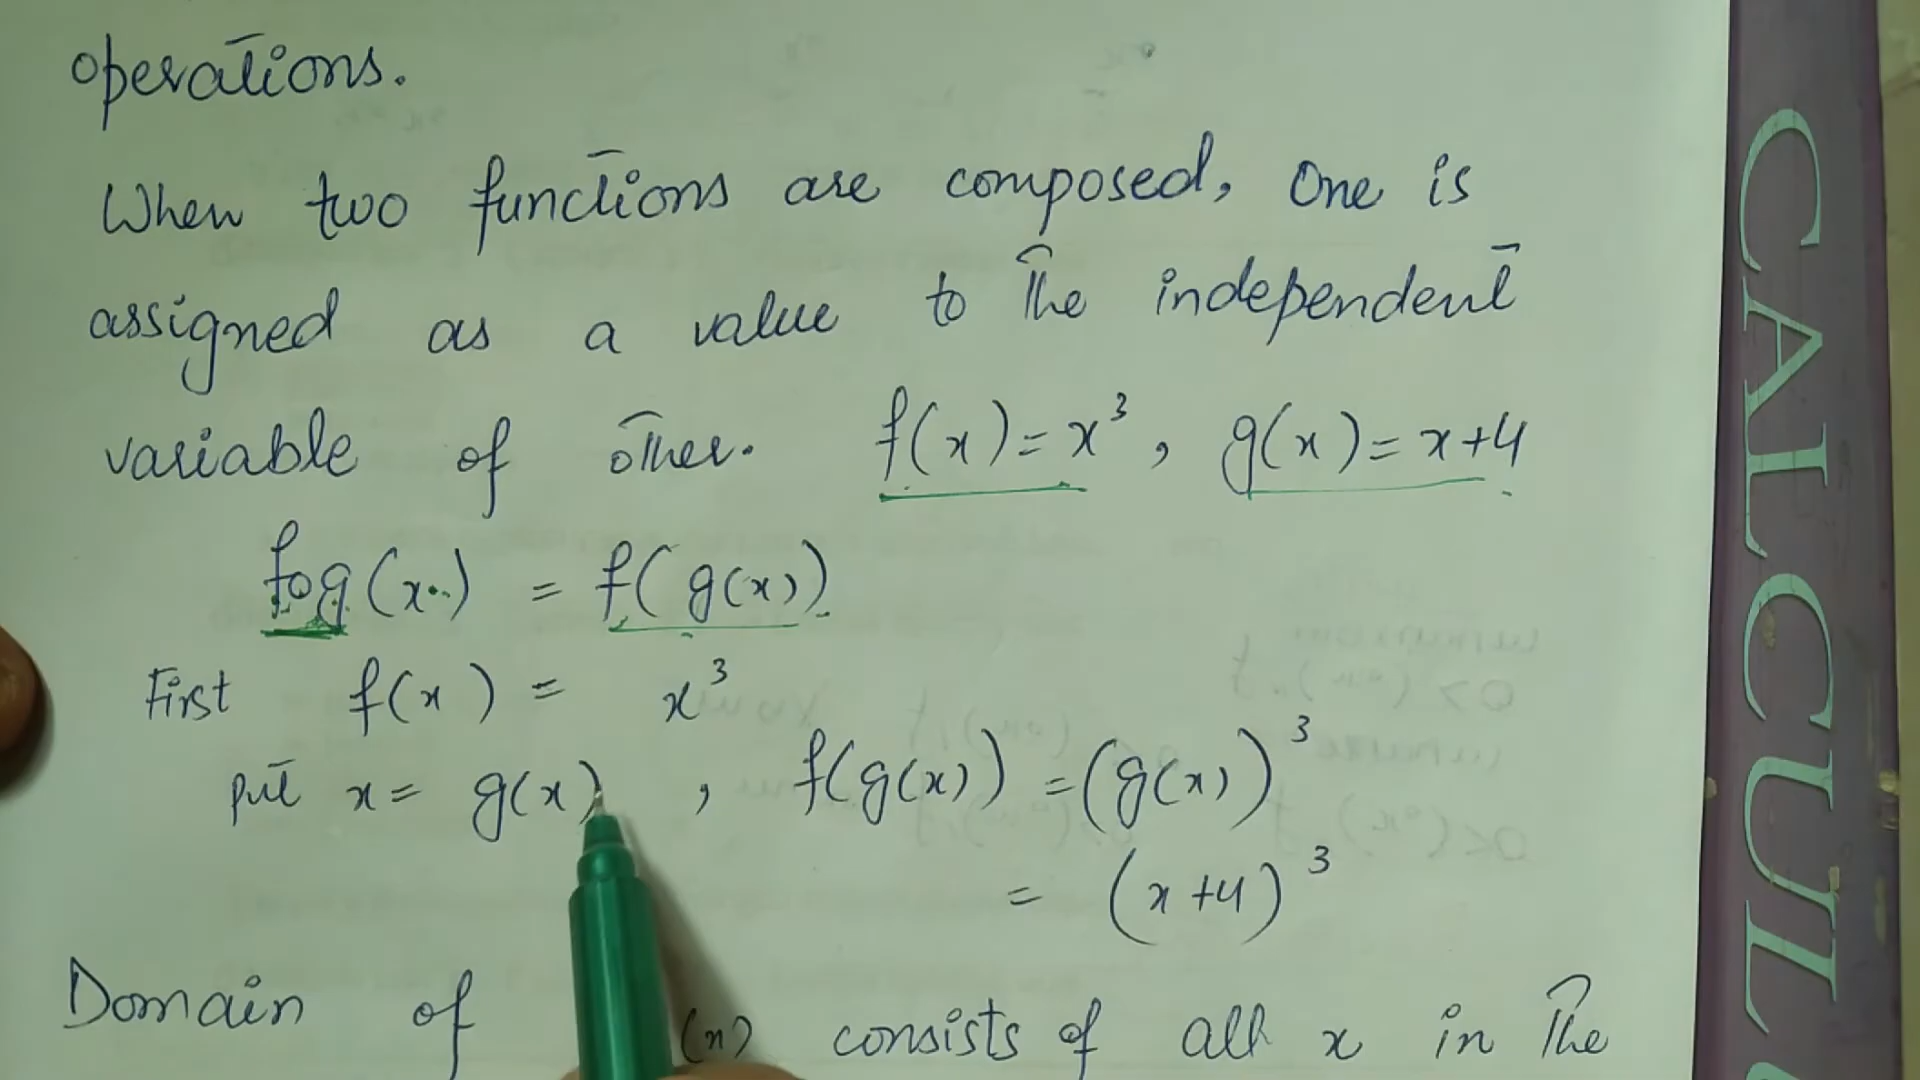 operations.
When two functions are composed, One is
assigned as a value to the independent
variable of other. f(x) = x³, g(x) = x+4
fog(x) = f(g(x))
First f(x) = x³
put x = g(x), f(g(x)) = (g(x))³
= (x+4)³
Domain of (x) consists of all x in the
CALCUL